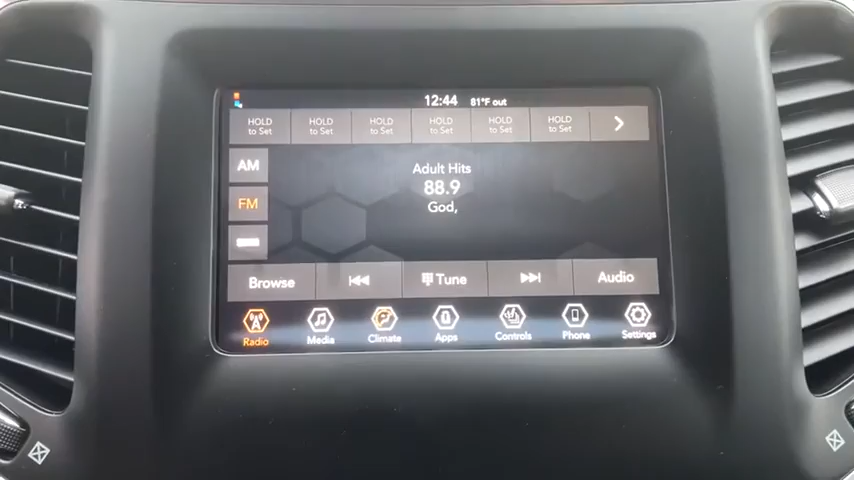 12:44 81°F out
HOLD to Set HOLD to Set HOLD to Set HOLD to Set HOLD to Set HOLD to Set
AM
Adult Hits
88.9
FM
God,
Browse Tune Audio
Radio Media Climate Apps Controls Phone Settings